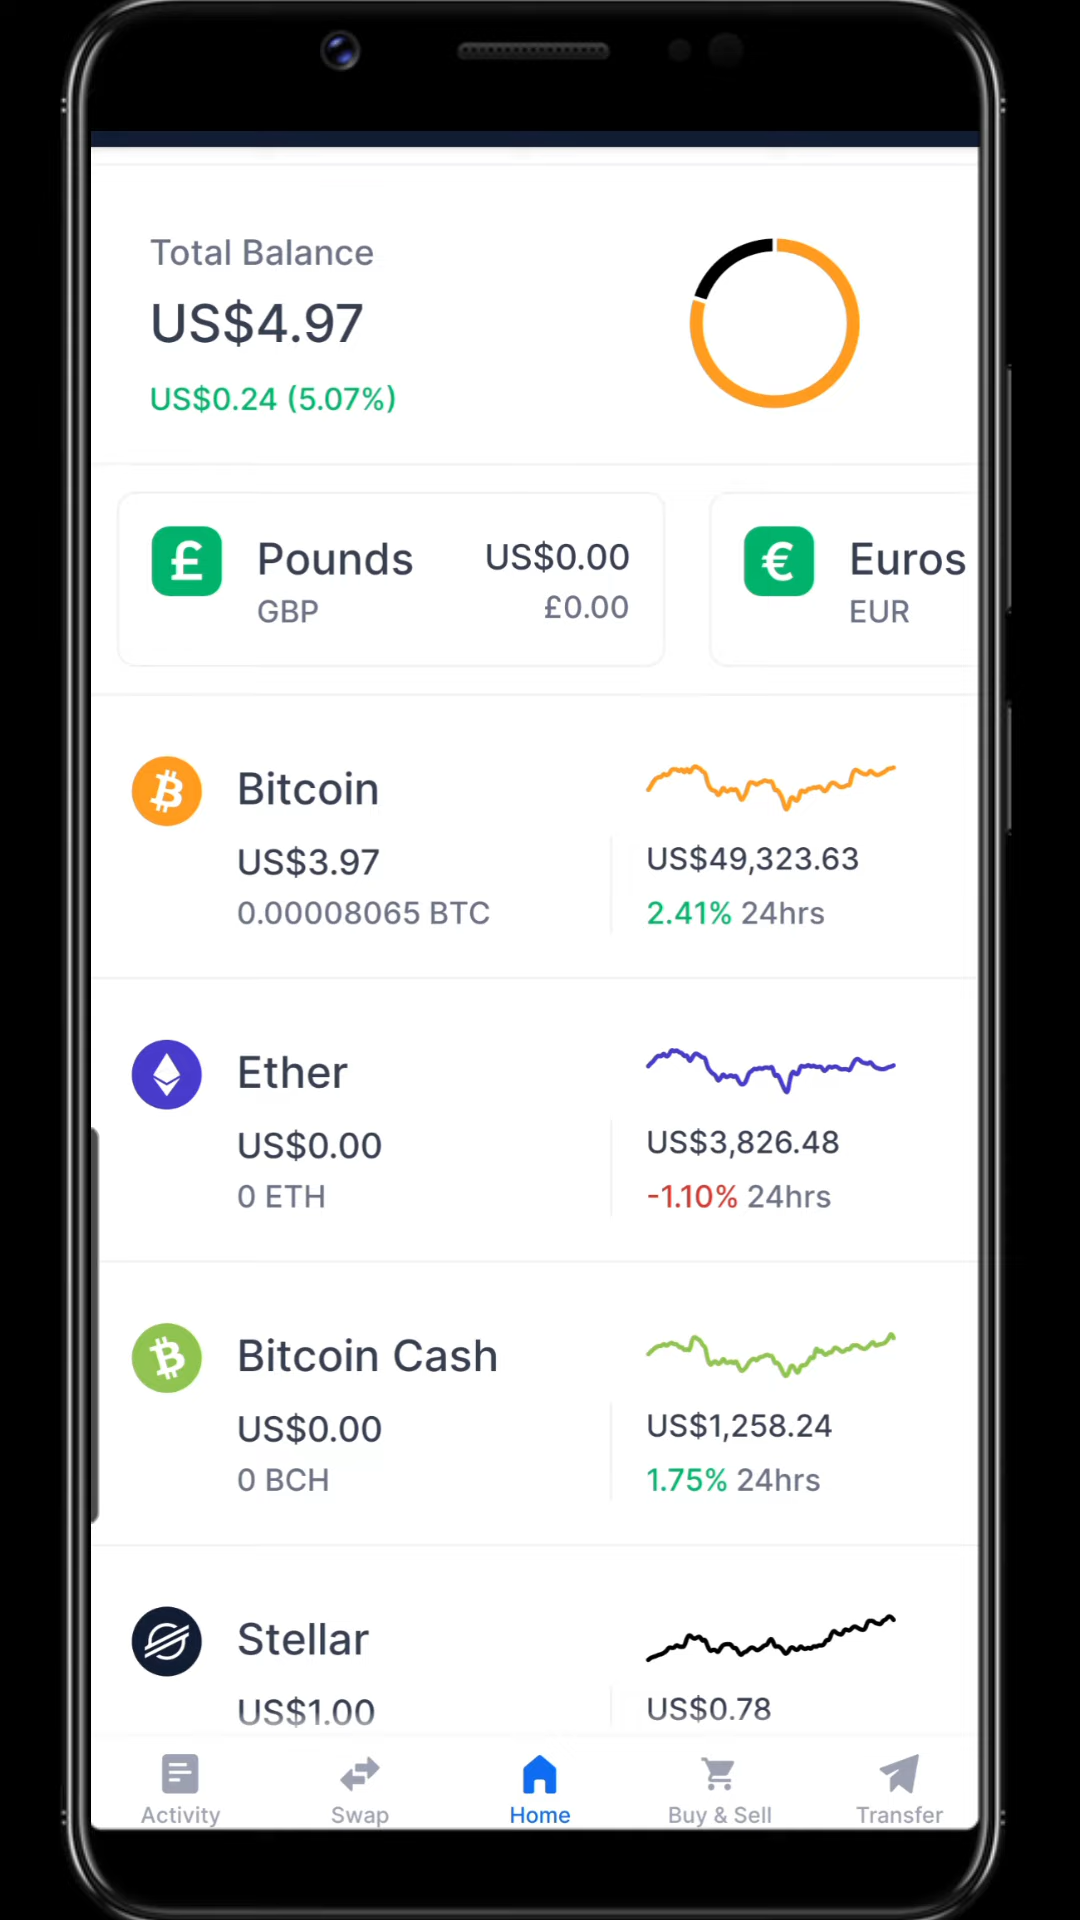 Total Balance
US$4.97
US$0.24 (5.07%)
£ Pounds US$0.00
GBP £0.00
€ Euros
EUR
Bitcoin
US$3.97 US$49,323.63
0.00008065 BTC 2.41% 24hrs
Ether
US$0.00 US$3,826.48
0 ETH -1.10% 24hrs
Bitcoin Cash
US$0.00 US$1,258.24
0 BCH 1.75% 24hrs
Stellar
US$1.00 US$0.78
Activity Swap Home Buy & Sell Transfer